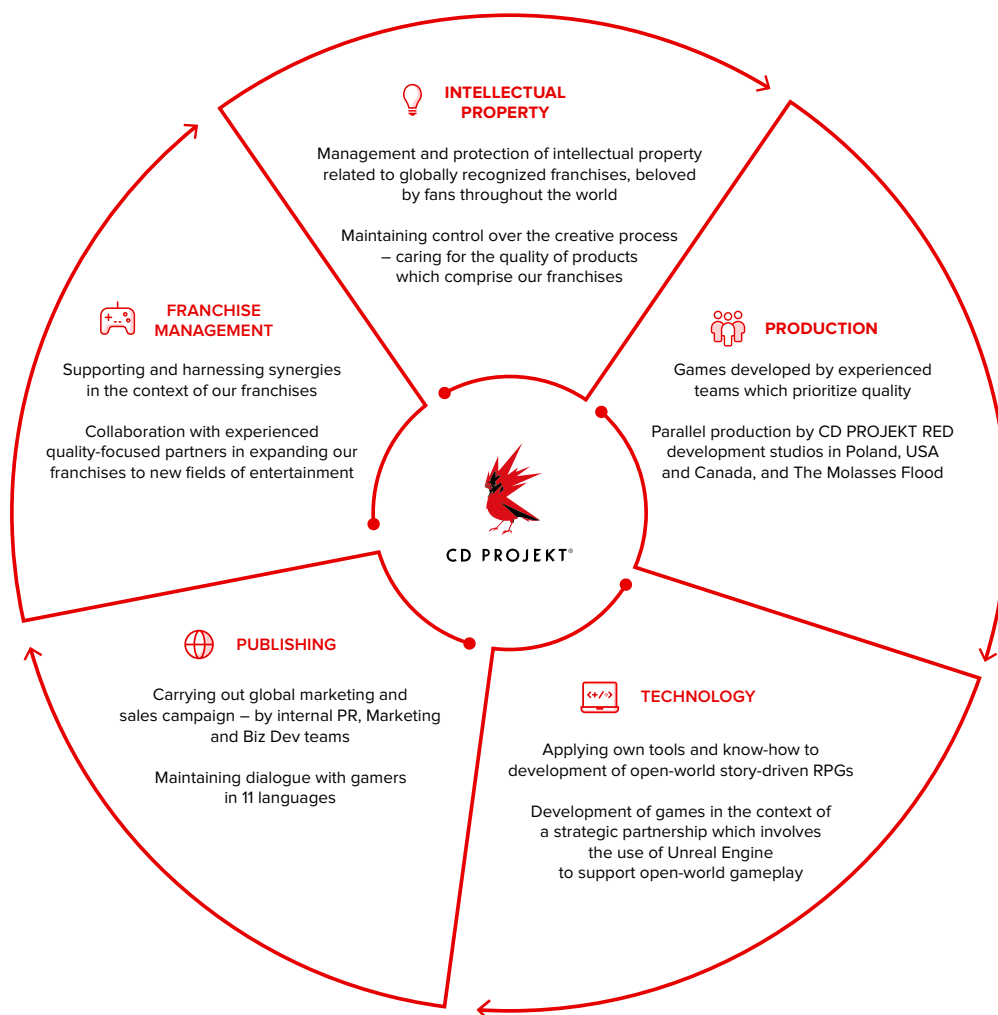 INTELLECTUAL
PROPERTY
Management and protection of intellectual property
related to globally recognized franchises, beloved
by fans throughout the world
Maintaining control over the creative process
– caring for the quality of products
which comprise our franchises
PRODUCTION
Games developed by experienced
teams which prioritize quality
Parallel production by CD PROJEKT RED
development studios in Poland, USA
and Canada, and The Molasses Flood
TECHNOLOGY
Applying own tools and know-how to
development of open-world story-driven RPGs
Development of games in the context of
a strategic partnership which involves
the use of Unreal Engine
to support open-world gameplay
PUBLISHING
Carrying out global marketing and
sales campaign – by internal PR, Marketing
and Biz Dev teams
Maintaining dialogue with gamers
in 11 languages
FRANCHISE
MANAGEMENT
Supporting and harnessing synergies
in the context of our franchises
Collaboration with experienced
quality-focused partners in expanding our
franchises to new fields of entertainment
CD PROJEKT®